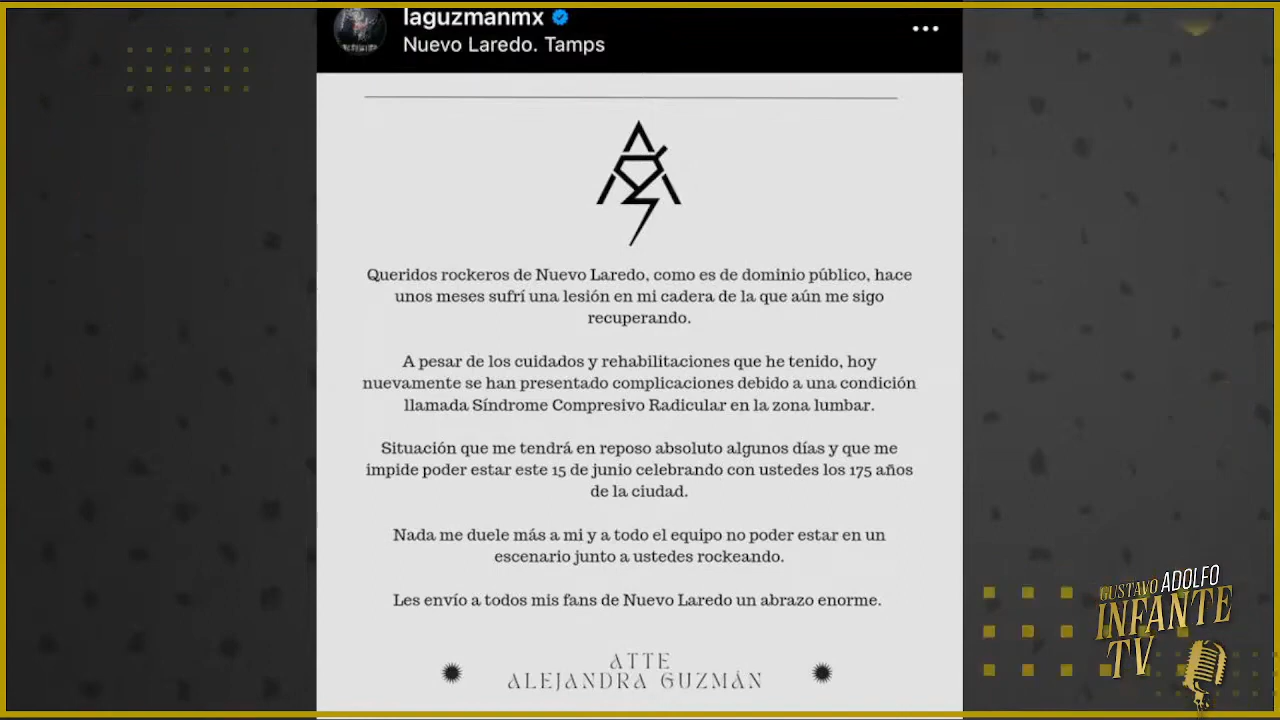 laguzmanmx
Nuevo Laredo. Tamps
Queridos rockeros de Nuevo Laredo, como es de dominio público, hace
unos meses sufrí una lesión en mi cadera de la que aún me sigo
recuperando.
A pesar de los cuidados y rehabilitaciones que he tenido, hoy
nuevamente se han presentado complicaciones debido a una condición
llamada Síndrome Compresivo Radicular en la zona lumbar.
Situación que me tendrá en reposo absoluto algunos días y que me
impide poder estar este 15 de junio celebrando con ustedes los 175 años
de la ciudad.
Nada me duele más a mi y a todo el equipo no poder estar en un
escenario junto a ustedes rockeando.
Les envío a todos mis fans de Nuevo Laredo un abrazo enorme.
ATTE
ALEJANDRA GUZMÁN
GUSTAVO ADOLFO
INFANTE
TV